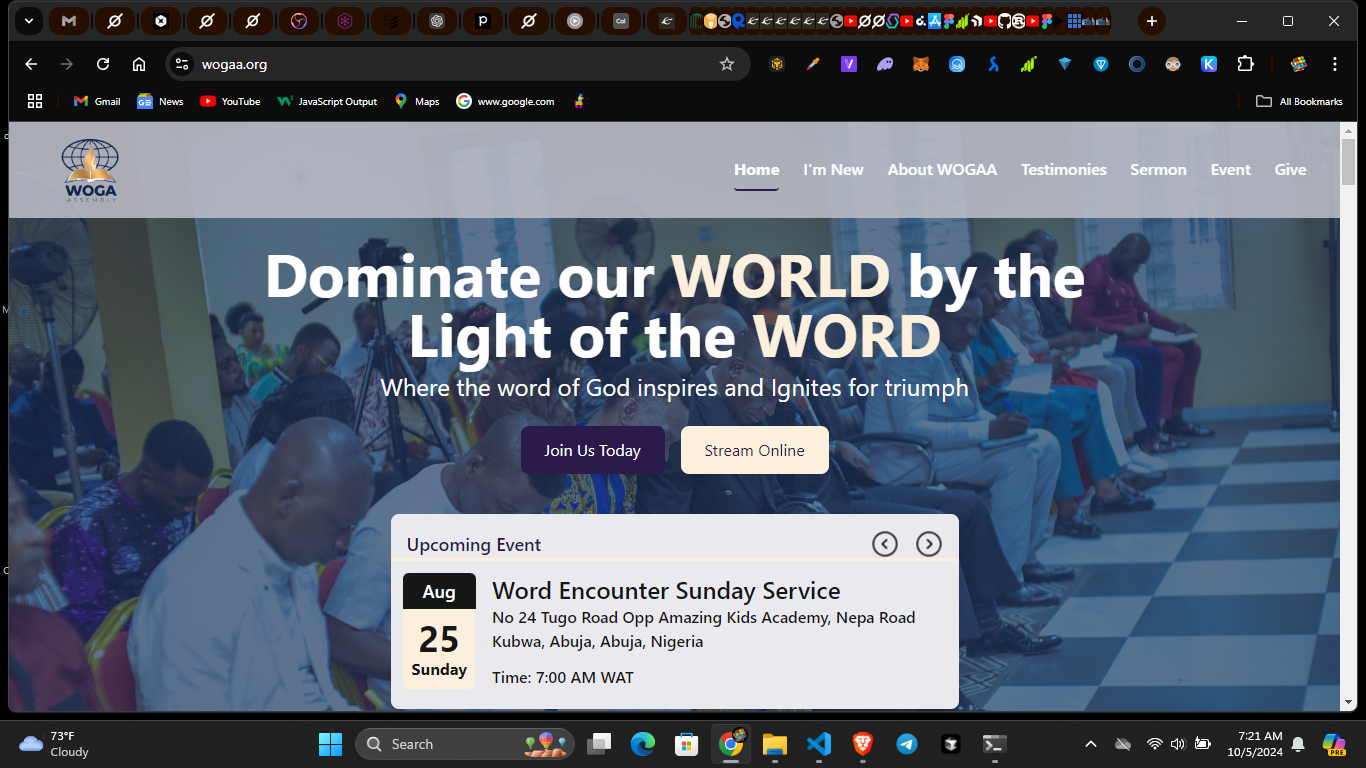 Cal
wogaa.org
Gmail
News
YouTube
JavaScript Output
Maps
www.google.com
All Bookmarks
WOGA
ASSEMBLY
Home
I'm New
About WOGAA
Testimonies
Sermon
Event
Give
Dominate our WORLD by the
Light of the WORD
Where the word of God inspires and Ignites for triumph
Join Us Today
Stream Online
Upcoming Event
Aug
25
Sunday
Word Encounter Sunday Service
No 24 Tugo Road Opp Amazing Kids Academy, Nepa Road
Kubwa, Abuja, Abuja, Nigeria
Time: 7:00 AM WAT
73°F
Cloudy
Search
7:21 AM
10/5/2024
PRE